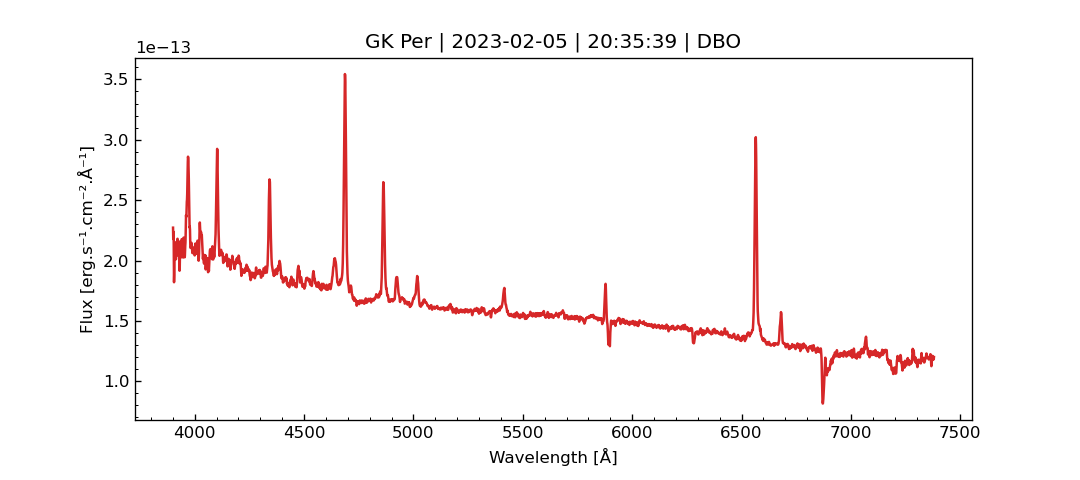 GK Per | 2023-02-05 | 20:35:39 | DBO
1e−13
3.5
3.0
2.5
2.0
1.5
1.0
Flux [erg.s⁻¹.cm⁻².Å⁻¹]
4000 4500 5000 5500 6000 6500 7000 7500
Wavelength [Å]